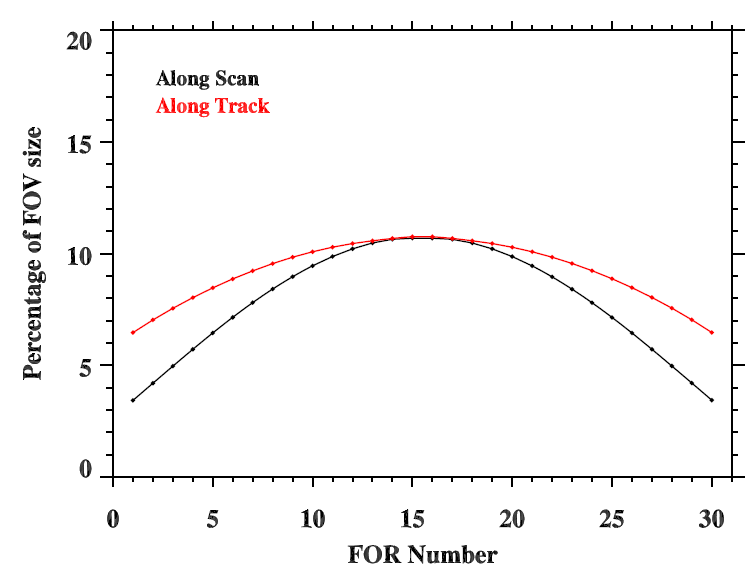 20
Along Scan
Along Track
15
10
5
0
Percentage of FOV size
0 5 10 15 20 25 30
FOR Number